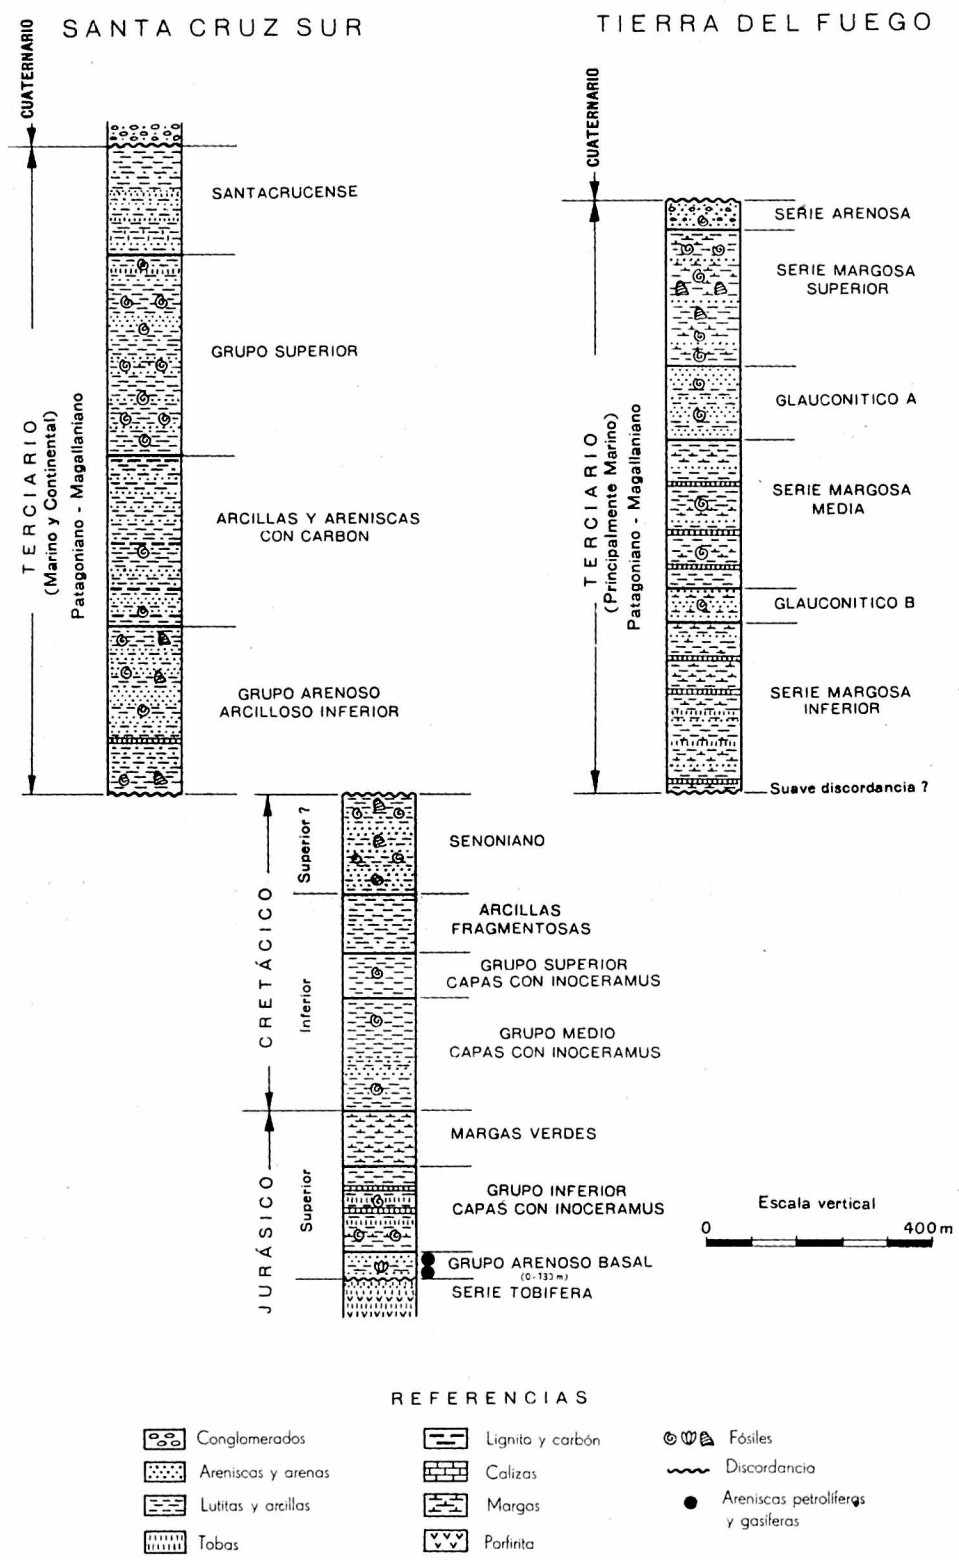 SANTA CRUZ SUR
TIERRA DEL FUEGO
CUATERNARIO
TERCIARIO
(Marino y Continental)
Patagoniano - Magallaniano
SANTACRUCENSE
GRUPO SUPERIOR
ARCILLAS Y ARENISCAS
CON CARBON
GRUPO ARENOSO
ARCILLOSO INFERIOR
CUATERNARIO
TERCIARIO
(Principalmente Marino)
Patagoniano - Magallaniano
SERIE ARENOSA
SERIE MARGOSA
SUPERIOR
GLAUCONITICO A
SERIE MARGOSA
MEDIA
GLAUCONITICO B
SERIE MARGOSA
INFERIOR
Suave discordancia ?
CRETÁCICO
Superior ?
Inferior
SENONIANO
ARCILLAS
FRAGMENTOSAS
GRUPO SUPERIOR
CAPAS CON INOCERAMUS
GRUPO MEDIO
CAPAS CON INOCERAMUS
JURÁSICO
Superior
MARGAS VERDES
GRUPO INFERIOR
CAPAS CON INOCERAMUS
GRUPO ARENOSO BASAL
(0-130 m)
SERIE TOBIFERA
Escala vertical
0 400 m
REFERENCIAS
Conglomerados
Areniscas y arenas
Lutitas y arcillas
Tobas
Lignito y carbón
Calizas
Margas
Porfirita
Fósiles
Discordancia
Areniscas petrolíferas
y gasíferas